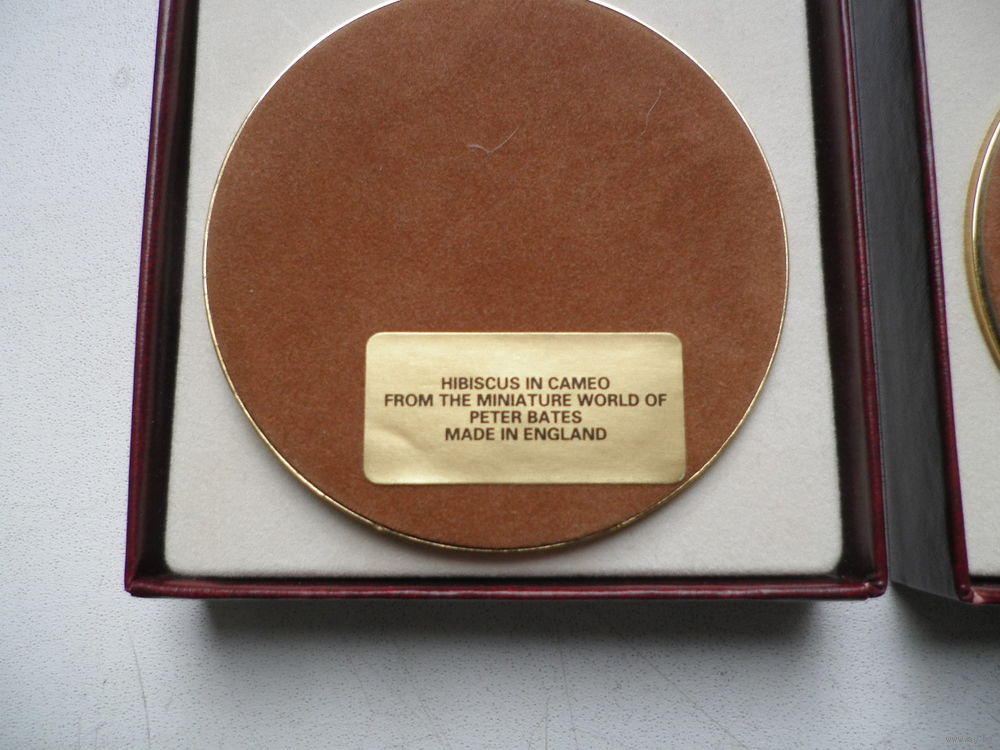 HIBISCUS IN CAMEO
FROM THE MINIATURE WORLD OF
PETER BATES
MADE IN ENGLAND